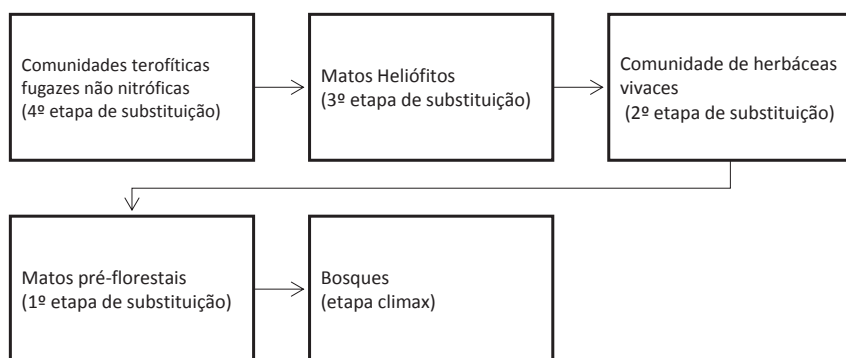 Comunidades terofíticas
fugazes não nitróficas
(4º etapa de substituição)
Matos Heliófitos
(3º etapa de substituição)
Comunidade de herbáceas
vivaces
(2º etapa de substituição)
Matos pré-florestais
(1º etapa de substituição)
Bosques
(etapa climax)